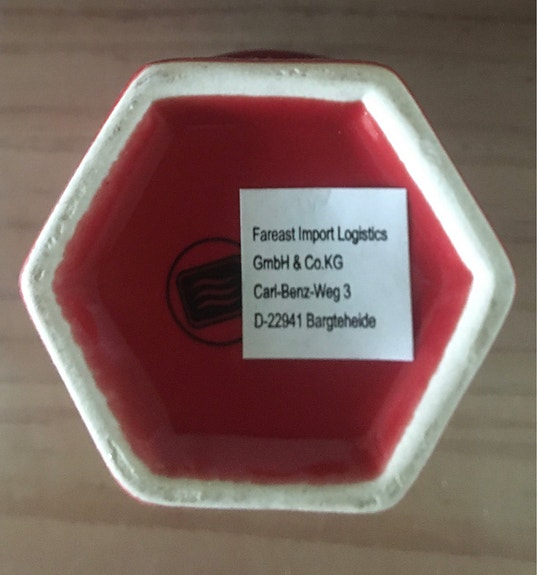 Fareast Import Logistics
GmbH & Co.KG
Carl-Benz-Weg 3
D-22941 Bargteheide